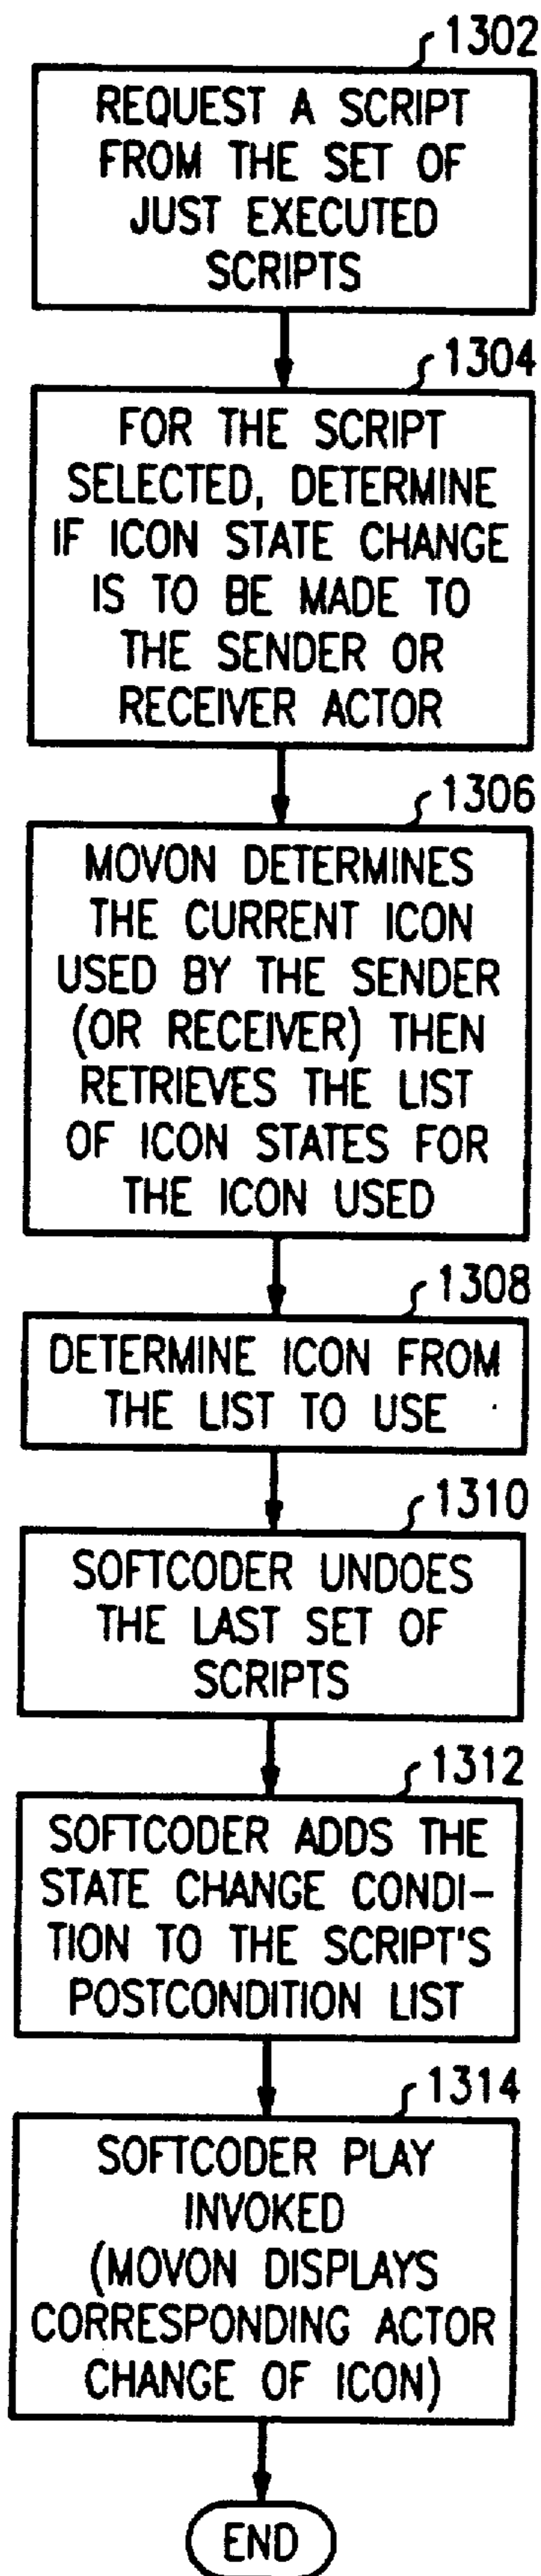 1302
REQUEST A SCRIPT
FROM THE SET OF
JUST EXECUTED
SCRIPTS
1304
FOR THE SCRIPT
SELECTED, DETERMINE
IF ICON STATE CHANGE
IS TO BE MADE TO
THE SENDER OR
RECEIVER ACTOR
1306
MOVON DETERMINES
THE CURRENT ICON
USED BY THE SENDER
(OR RECEIVER) THEN
RETRIEVES THE LIST
OF ICON STATES FOR
THE ICON USED
1308
DETERMINE ICON FROM
THE LIST TO USE
1310
SOFTCODER UNDOES
THE LAST SET OF
SCRIPTS
1312
SOFTCODER ADDS THE
STATE CHANGE CONDI-
TION TO THE SCRIPT'S
POSTCONDITION LIST
1314
SOFTCODER PLAY
INVOKED
(MOVON DISPLAYS
CORRESPONDING ACTOR
CHANGE OF ICON)
END